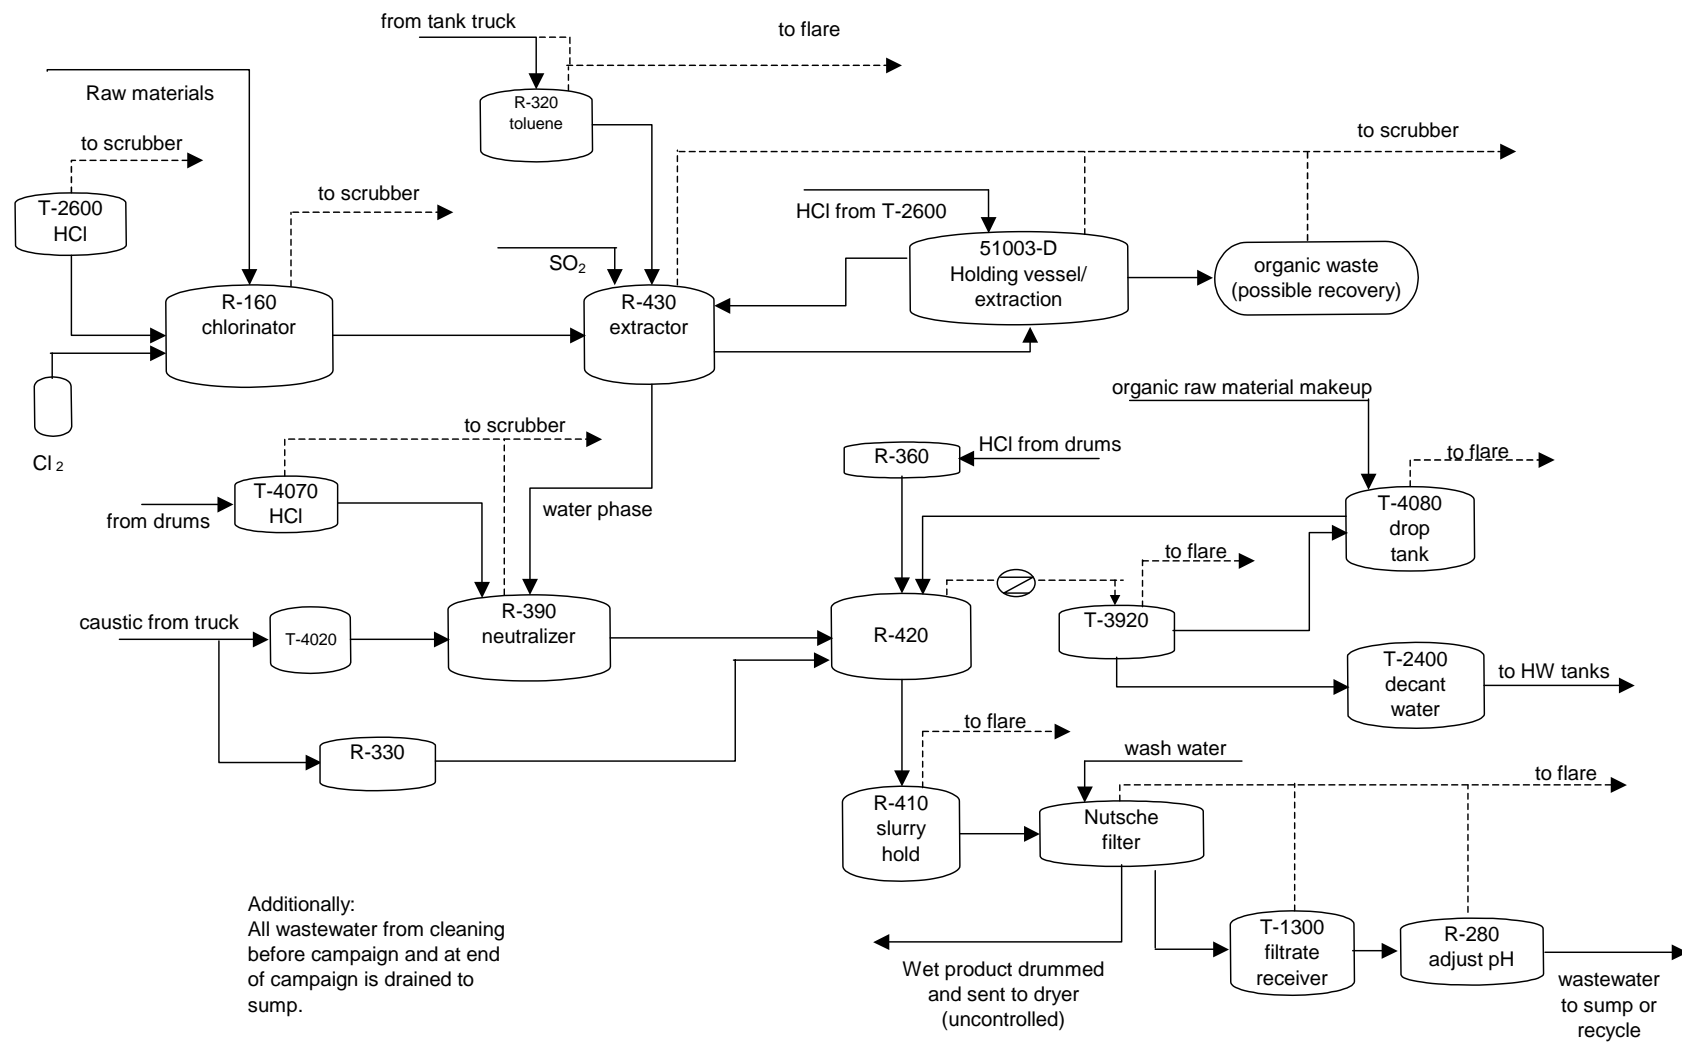 from tank truck
to flare
Raw materials
R-320
toluene
to scrubber
to scrubber
to scrubber
T-2600
HCl
HCl from T-2600
SO2
51003-D
Holding vessel/
extraction
organic waste
(possible recovery)
R-160
chlorinator
R-430
extractor
Cl 2
organic raw material makeup
to scrubber
R-360
HCl from drums
to flare
T-4070
HCl
from drums
water phase
T-4080
drop
tank
to flare
caustic from truck
T-4020
R-390
neutralizer
R-420
T-3920
T-2400
decant
water
to HW tanks
R-330
to flare
wash water
to flare
R-410
slurry
hold
Nutsche
filter
Additionally:
All wastewater from cleaning
before campaign and at end
of campaign is drained to
sump.
T-1300
filtrate
receiver
R-280
adjust pH
Wet product drummed
and sent to dryer
(uncontrolled)
wastewater
to sump or
recycle